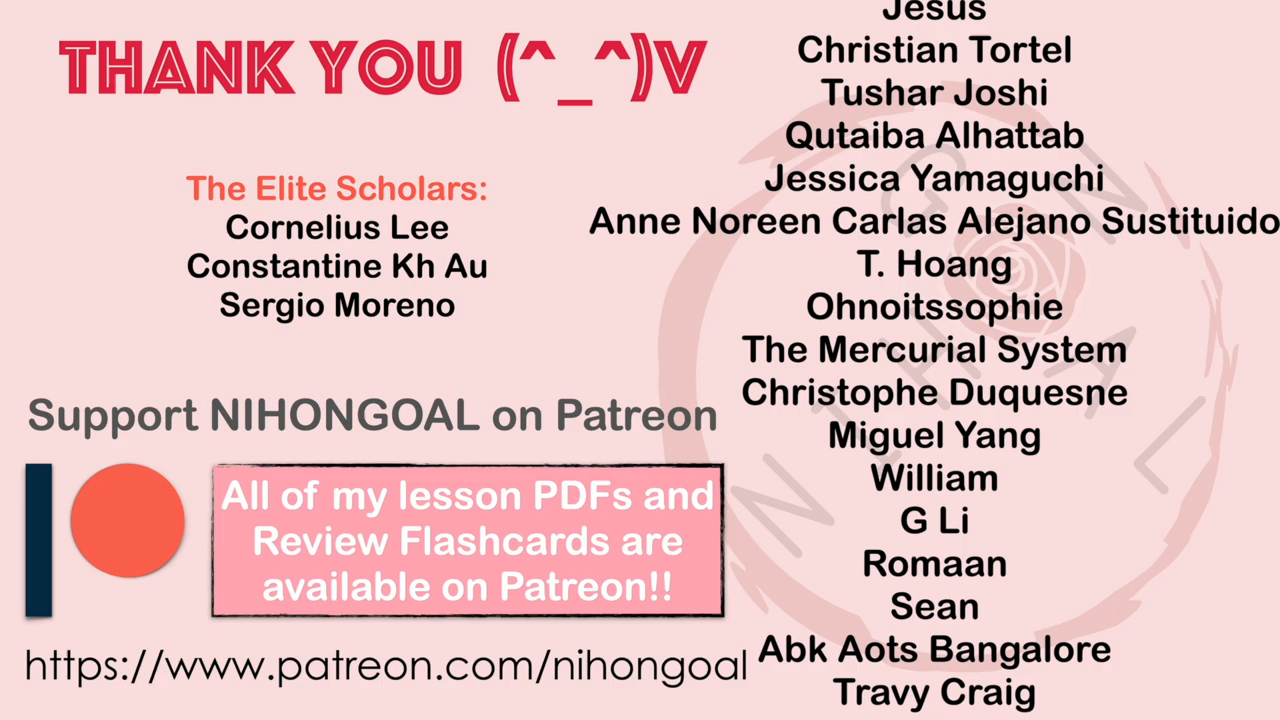 THANK YOU (^_^)V
The Elite Scholars:
Cornelius Lee
Constantine Kh Au
Sergio Moreno
Support NIHONGOAL on Patreon
All of my lesson PDFs and
Review Flashcards are
available on Patreon!!
https://www.patreon.com/nihongoal
Jesus
Christian Tortel
Tushar Joshi
Qutaiba Alhattab
Jessica Yamaguchi
Anne Noreen Carlas Alejano Sustituido
T. Hoang
Ohnoitssophie
The Mercurial System
Christophe Duquesne
Miguel Yang
William
G Li
Romaan
Sean
Abk Aots Bangalore
Travy Craig
NIHONGOAL